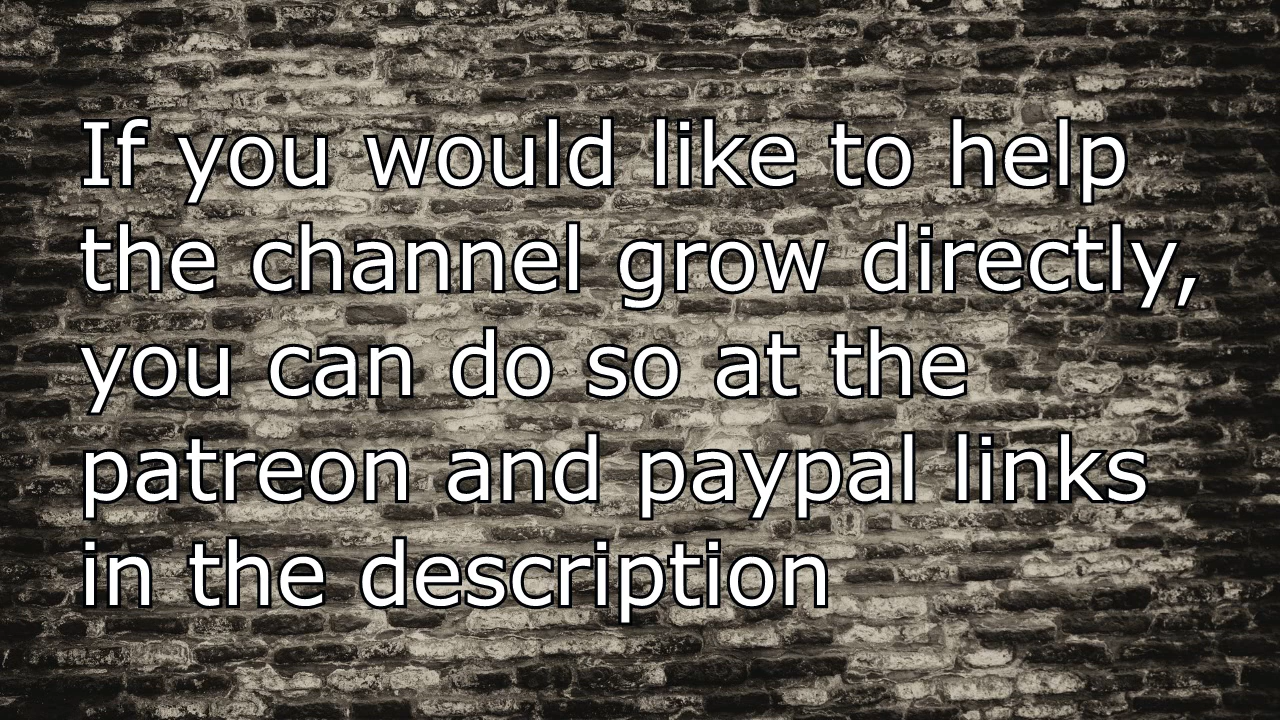 If you would like to help
the channel grow directly,
you can do so at the
patreon and paypal links
in the description